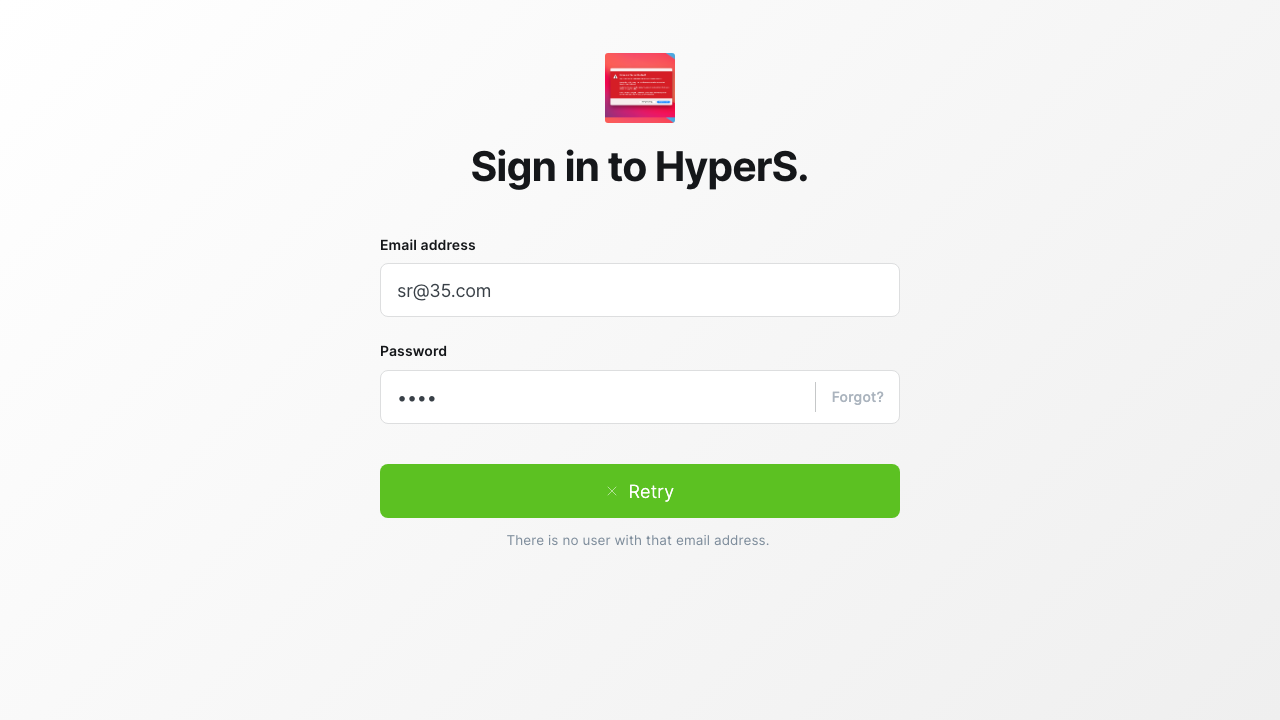 Sign in to HyperS.
Email address
sr@35.com
Password
••••
Forgot?
Retry
There is no user with that email address.